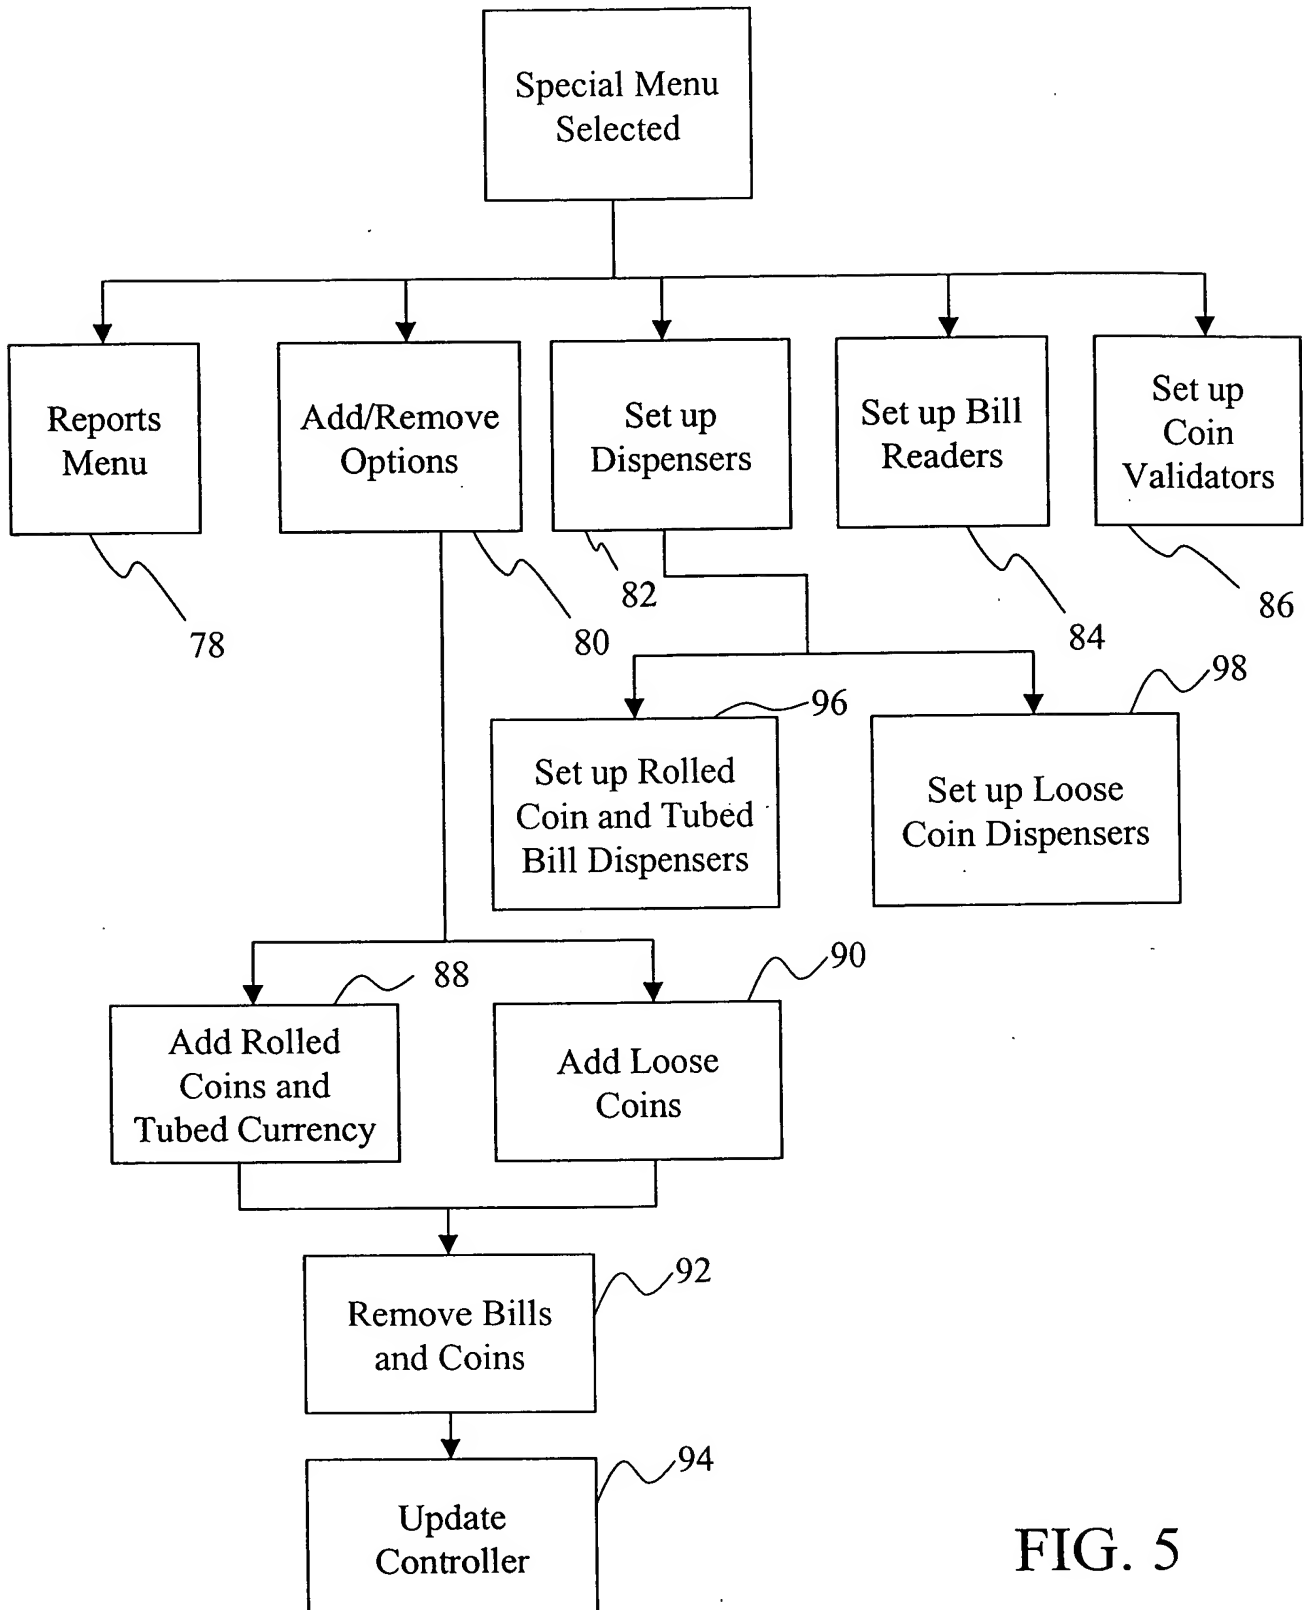 Special Menu
Selected
Reports
Menu
Add/Remove
Options
Set up
Dispensers
Set up Bill
Readers
Set up
Coin
Validators
78
80
82
84
86
96
98
Set up Rolled
Coin and Tubed
Bill Dispensers
Set up Loose
Coin Dispensers
88
90
Add Rolled
Coins and
Tubed Currency
Add Loose
Coins
92
Remove Bills
and Coins
94
Update
Controller
FIG. 5